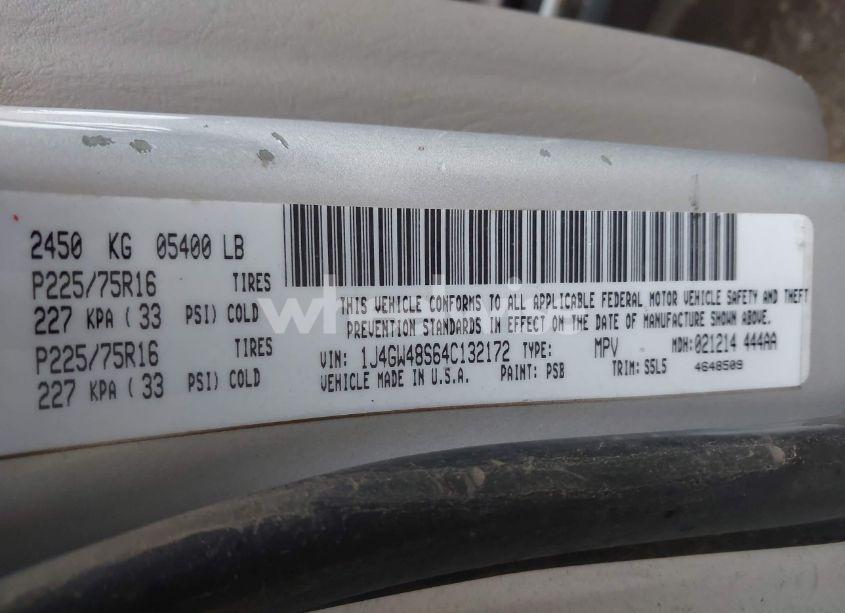 2450 KG 05400 LB
P225/75R16 TIRES
227 KPA ( 33 PSI) COLD
P225/75R16 TIRES
227 KPA ( 33 PSI) COLD
THIS VEHICLE CONFORMS TO ALL APPLICABLE FEDERAL MOTOR VEHICLE SAFETY AND THEFT
PREVENTION STANDARDS IN EFFECT ON THE DATE OF MANUFACTURE SHOWN ABOVE.
VIN: 1J4GW48S64C132172 TYPE: MPV MDH: 021214 444AA
VEHICLE MADE IN U.S.A. PAINT: PSB TRIM: S5L5 4648509